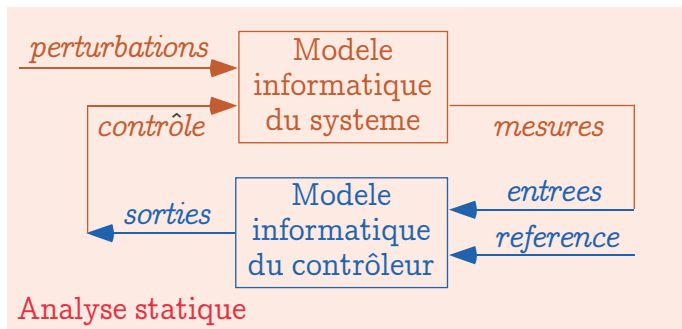 perturbations
Modele
informatique
du systeme
contrôle
mesures
Modele
informatique
du contrôleur
sorties
entrees
reference
Analyse statique